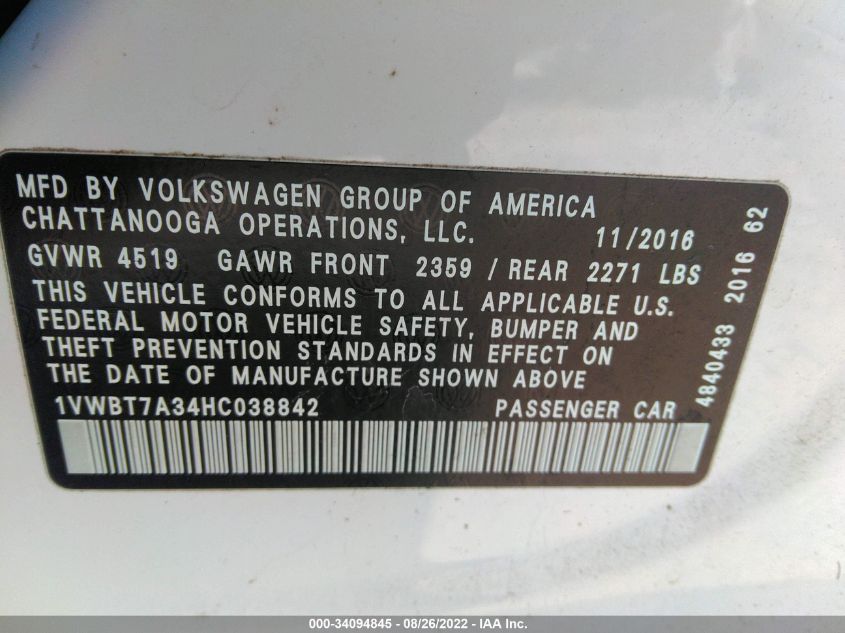 MFD BY VOLKSWAGEN GROUP OF AMERICA
CHATTANOOGA OPERATIONS, LLC. 11/2016
GVWR 4519 GAWR FRONT 2359 / REAR 2271 LBS
THIS VEHICLE CONFORMS TO ALL APPLICABLE U.S.
FEDERAL MOTOR VEHICLE SAFETY, BUMPER AND
THEFT PREVENTION STANDARDS IN EFFECT ON
THE DATE OF MANUFACTURE SHOWN ABOVE
1VWBT7A34HC038842 PASSENGER CAR
4840433 2016 62
000-34094845 - 08/26/2022 - IAA Inc.